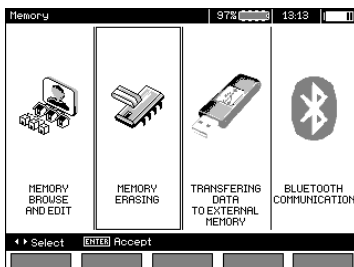 Memory 97% 13:13
MEMORY
BROWSE
AND EDIT
MEMORY
ERASING
TRANSFERING
DATA
TO EXTERNAL
MEMORY
BLUETOOTH
COMMUNICATION
Select ENTER Accept